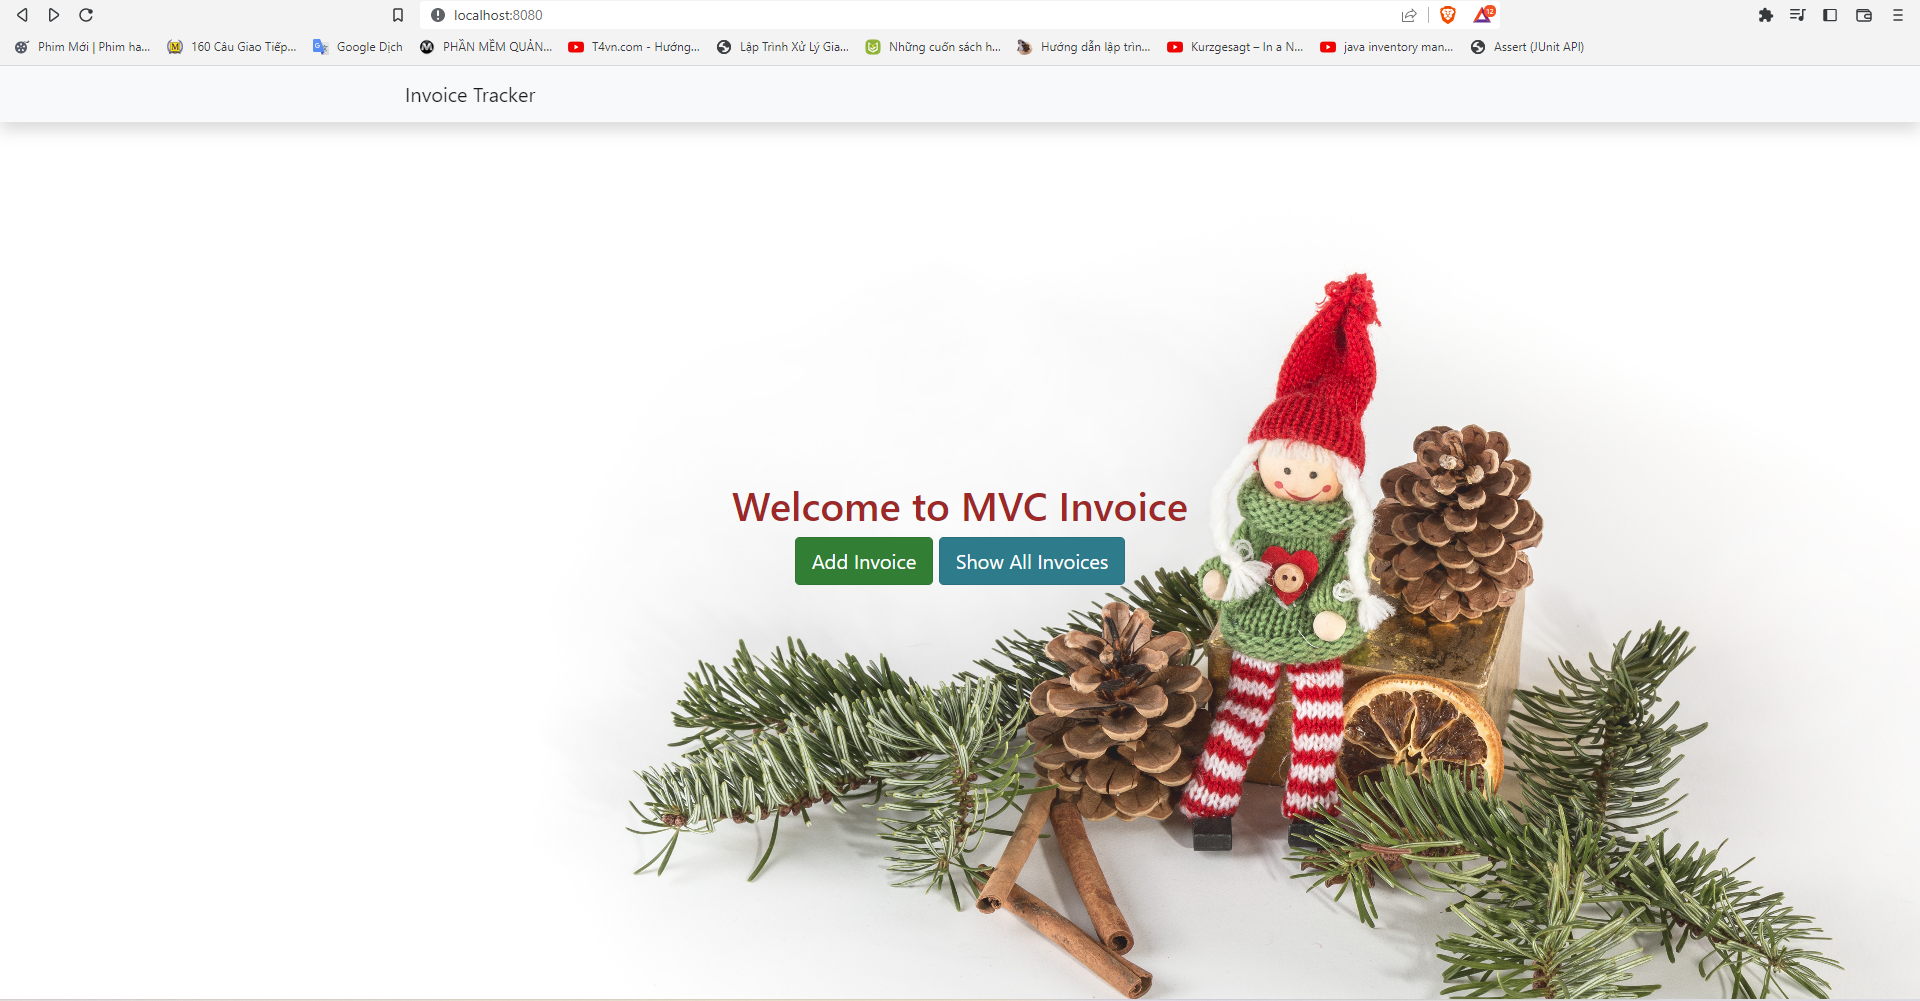 localhost:8080
12
Phim Mới | Phim ha...
160 Câu Giao Tiếp...
Google Dịch
PHẦN MỀM QUẢN...
T4vn.com - Hướng...
Lập Trình Xử Lý Gia...
Những cuốn sách h...
Hướng dẫn lập trìn...
Kurzgesagt – In a N...
java inventory man...
Assert (JUnit API)
Invoice Tracker
Welcome to MVC Invoice
Add Invoice
Show All Invoices